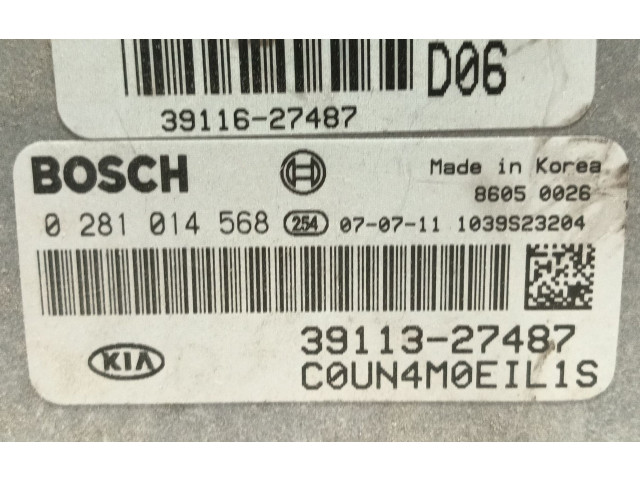 D06
39116-27487
BOSCH Made in Korea
8605 0026
0 281 014 568 254 07-07-11 1039S23204
KIA 39113-27487
C0UN4M0EIL1S